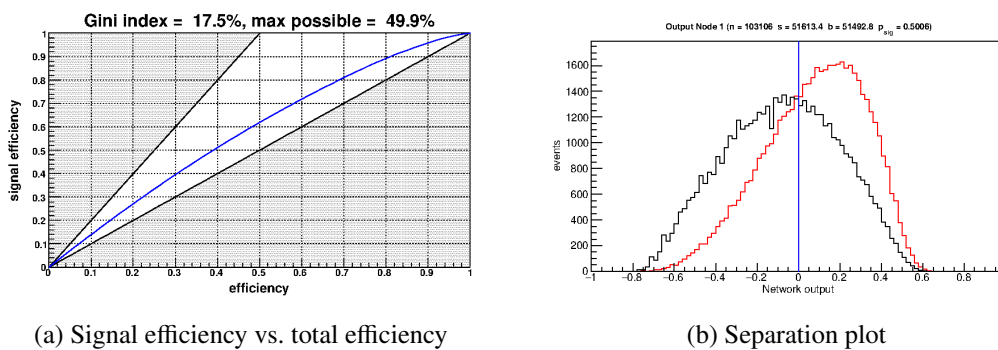 Gini index = 17.5%, max possible = 49.9%
signal efficiency
1
0.9
0.8
0.7
0.6
0.5
0.4
0.3
0.2
0.1
0
0.1 0.2 0.3 0.4 0.5 0.6 0.7 0.8 0.9 1
efficiency
Output Node 1 (n = 103106 s = 51613.4 b = 51492.8 p_sig = 0.5006)
events
1600
1400
1200
1000
800
600
400
200
0
−1 −0.8 −0.6 −0.4 −0.2 0 0.2 0.4 0.6 0.8
Network output
(a) Signal efficiency vs. total efficiency
(b) Separation plot